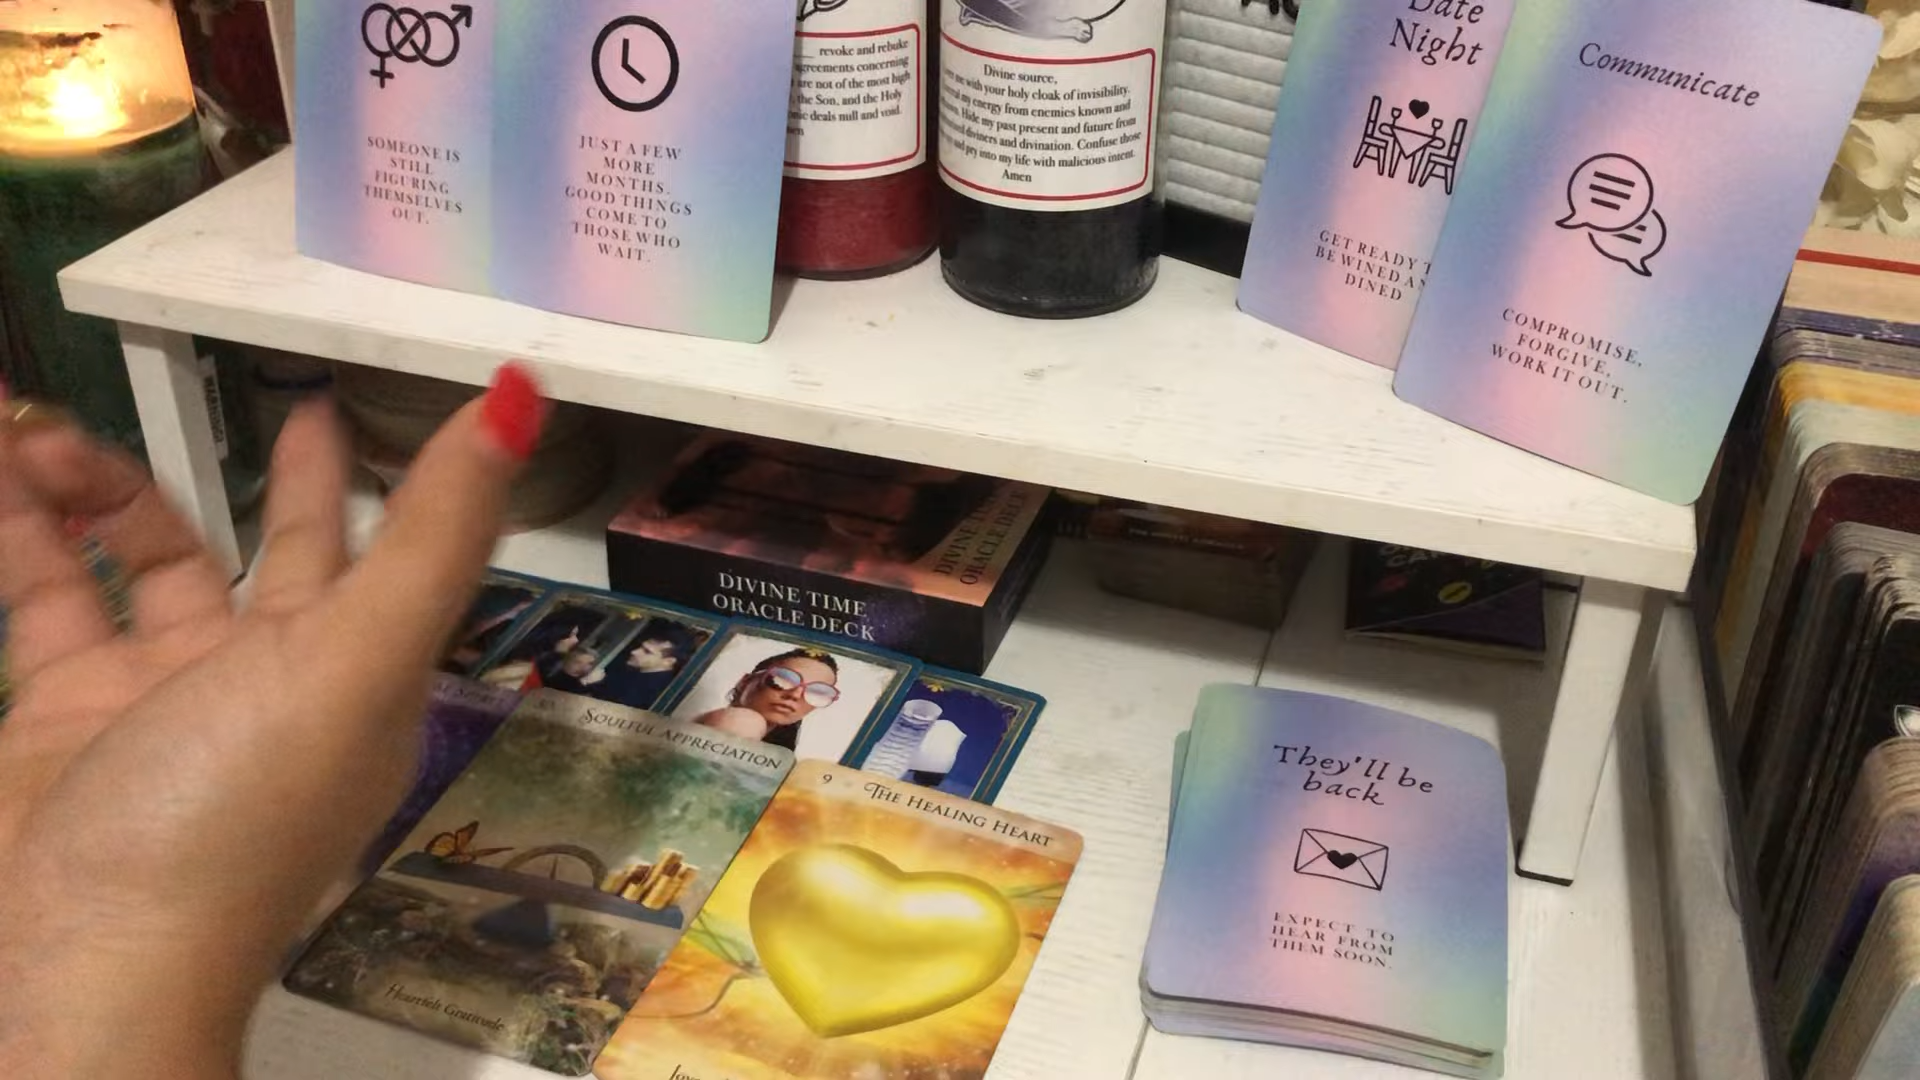 SOMEONE IS
STILL
FIGURING
THEMSELVES
OUT.
JUST A FEW
MORE
MONTHS.
GOOD THINGS
COME TO
THOSE WHO
WAIT.
revoke and rebuke
agreements concerning
are not of the most high
the Son, and the Holy
deals null and void.
Divine source,
me with your holy cloak of invisibility.
my energy from enemies known and
Hide my past present and future from
diviners and divination. Confuse those
and pry into my life with malicious intent.
Amen
Date
Night
GET READY
BE WINED
DINED
Communicate
COMPROMISE,
FORGIVE,
WORK IT OUT.
DIVINE TIME
ORACLE DECK
ORACLE DECK
30 SOULFUL APPRECIATION
Heartfelt Gratitude
9 THE HEALING HEART
They'll be
back
EXPECT TO
HEAR FROM
THEM SOON.